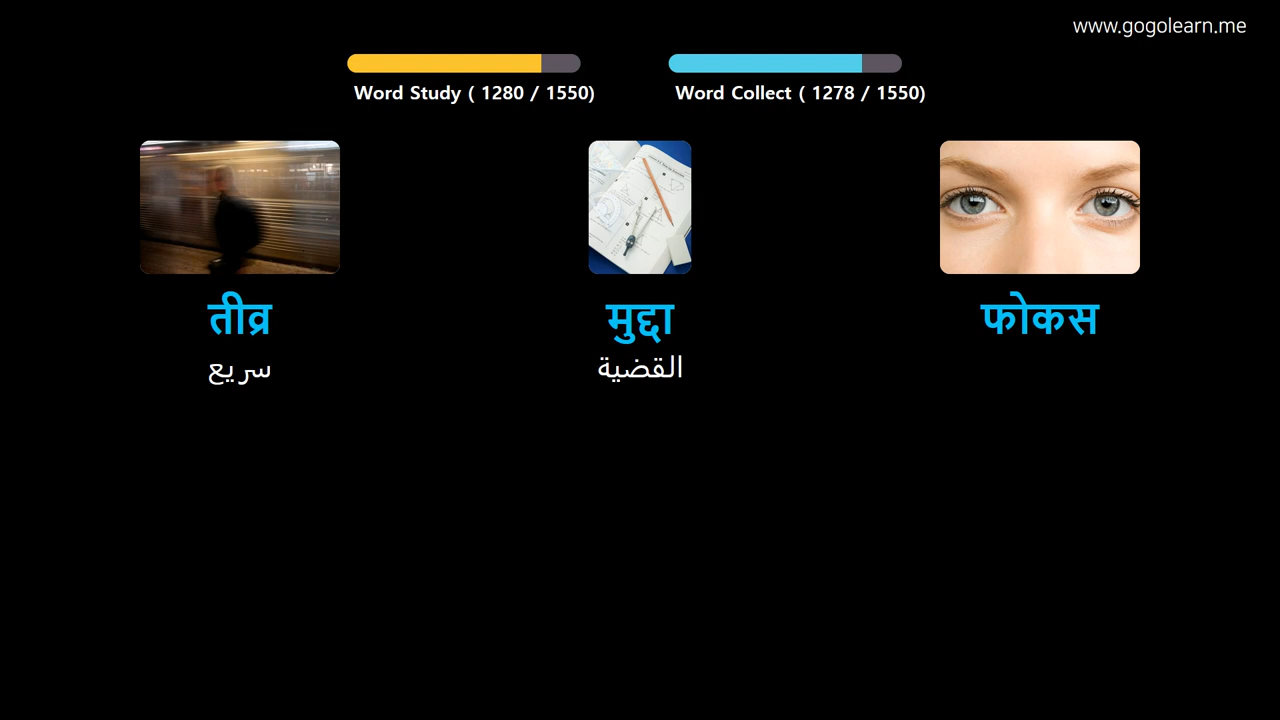 www.gogolearn.me
Word Study ( 1280 / 1550)
Word Collect ( 1278 / 1550)
तीव्र
मुद्दा
फोकस
سريع
القضية